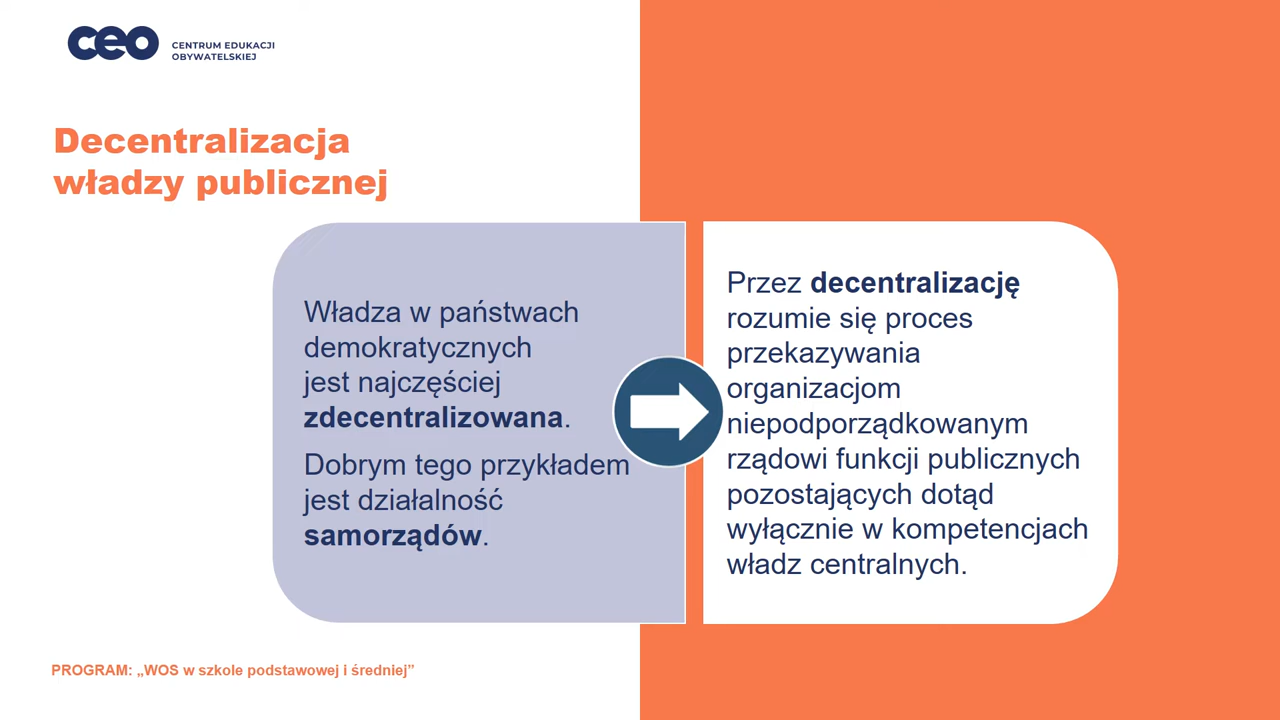 ceo
CENTRUM EDUKACJI
OBYWATELSKIEJ
Decentralizacja
władzy publicznej
Władza w państwach
demokratycznych
jest najczęściej
zdecentralizowana.
Dobrym tego przykładem
jest działalność
samorządów.
Przez decentralizację
rozumie się proces
przekazywania
organizacjom
niepodporządkowanym
rządowi funkcji publicznych
pozostających dotąd
wyłącznie w kompetencjach
władz centralnych.
PROGRAM: „WOS w szkole podstawowej i średniej”